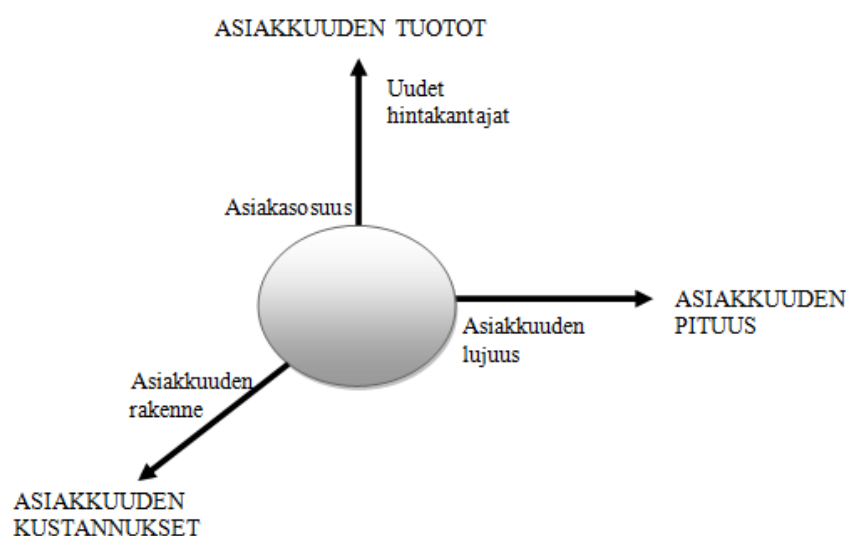 ASIAKKUUDEN TUOTOT
Uudet
hintakantajat
Asiakasosuus
ASIAKKUUDEN
PITUUS
Asiakkuuden
lujuus
Asiakkuuden
rakenne
ASIAKKUUDEN
KUSTANNUKSET